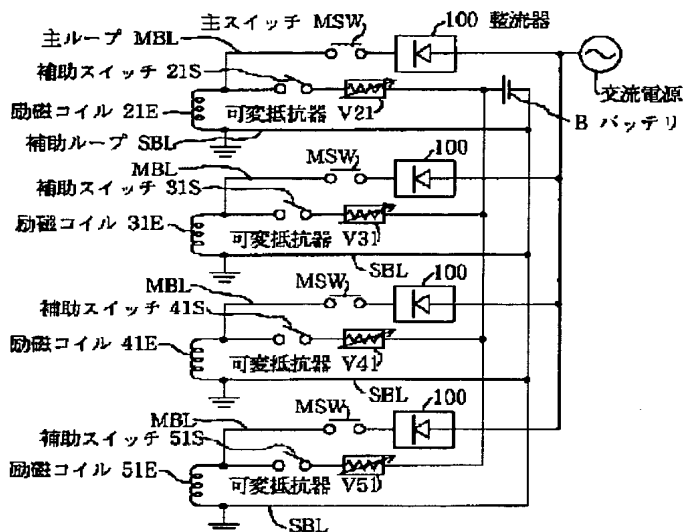 主スイッチ MSW
100 整流器
主ループ MBL
補助スイッチ 21S
交流電源
励磁コイル 21E
可変抵抗器 V21
B バッテリ
補助ループ SBL
100
MSW
MBL
補助スイッチ 31S
励磁コイル 31E
可変抵抗器 V31
SBL
100
MSW
MBL
補助スイッチ 41S
励磁コイル 41E
可変抵抗器 V41
SBL
100
MSW
MBL
補助スイッチ 51S
励磁コイル 51E
可変抵抗器 V51
SBL